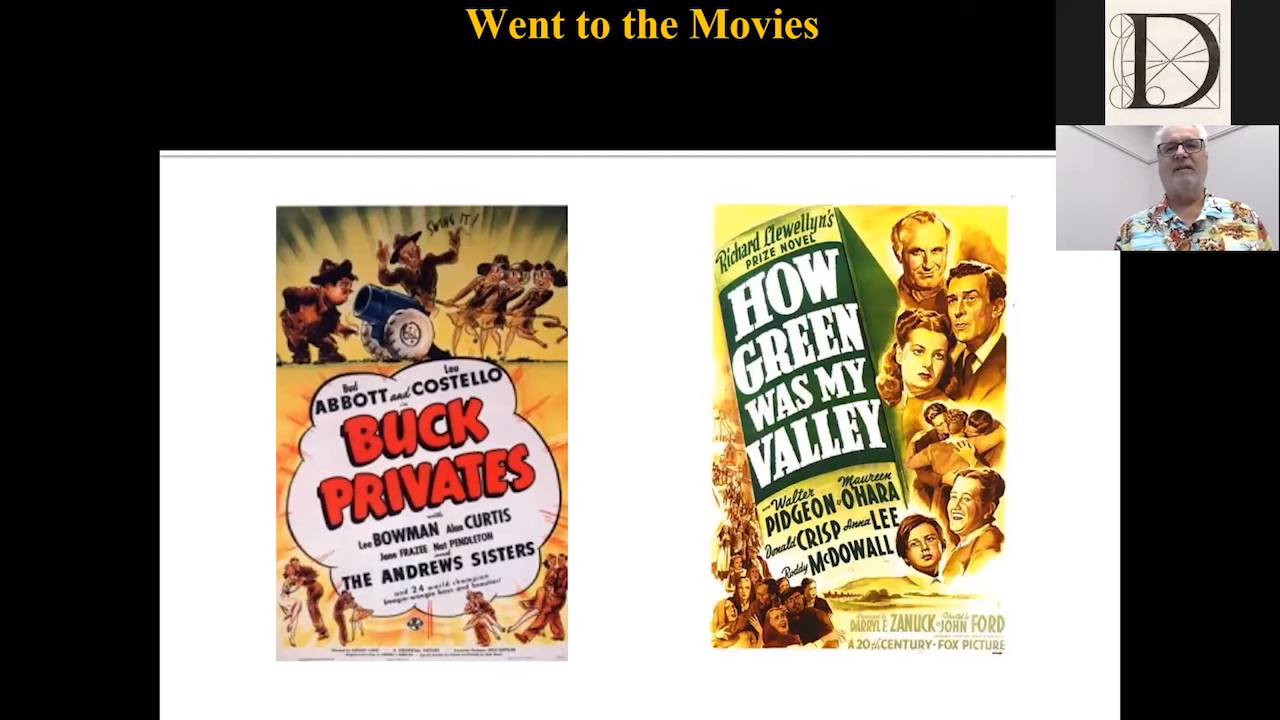 Went to the Movies
D
SWING IT!
Bud Lou
ABBOTT and COSTELLO
in
BUCK
PRIVATES
with
Lee BOWMAN Alan CURTIS
Jane FRAZEE Nat PENDLETON
and
THE ANDREWS SISTERS
and 24 world champion
boogie-woogie boys and beauties!
Richard Llewellyn's
PRIZE NOVEL
HOW
GREEN
WAS MY
VALLEY
Walter Maureen
PIDGEON O'HARA
Donald CRISP Anna LEE
Roddy McDOWALL
DARRYL F. ZANUCK JOHN FORD
A 20th CENTURY-FOX PICTURE